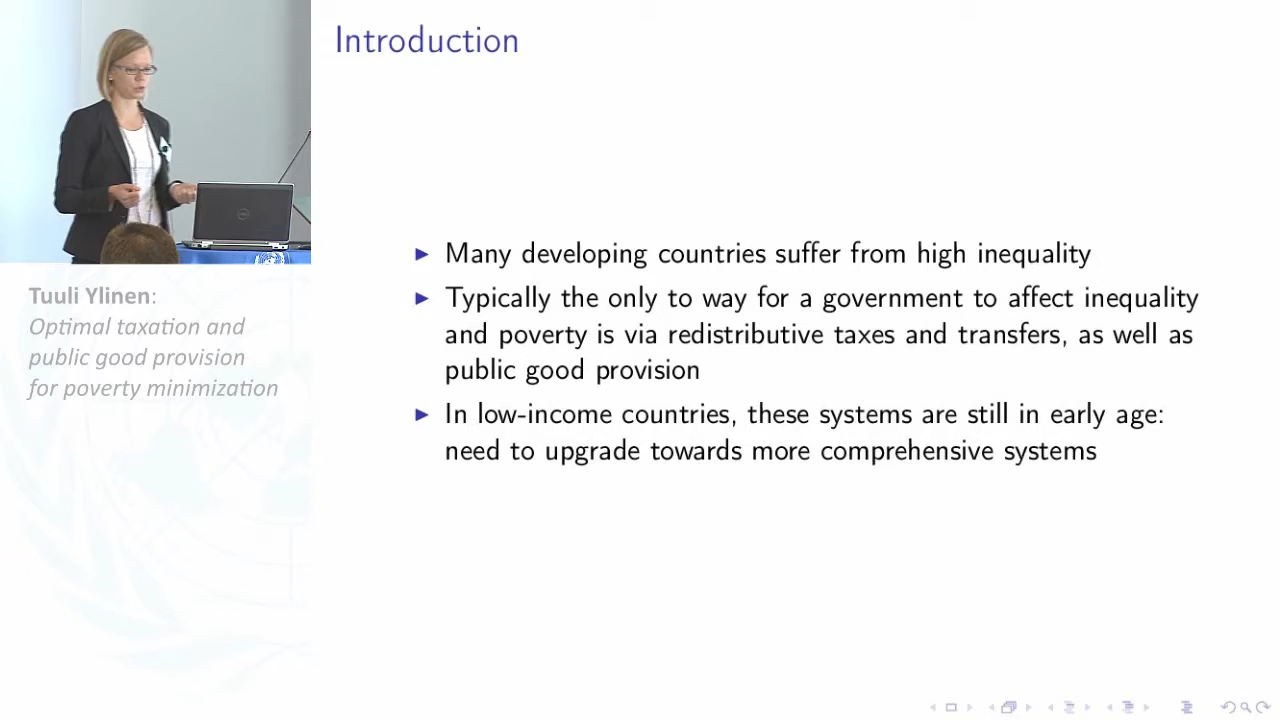 Introduction
Tuuli Ylinen:
Optimal taxation and
public good provision
for poverty minimization
▶ Many developing countries suffer from high inequality
▶ Typically the only to way for a government to affect inequality
and poverty is via redistributive taxes and transfers, as well as
public good provision
▶ In low-income countries, these systems are still in early age:
need to upgrade towards more comprehensive systems